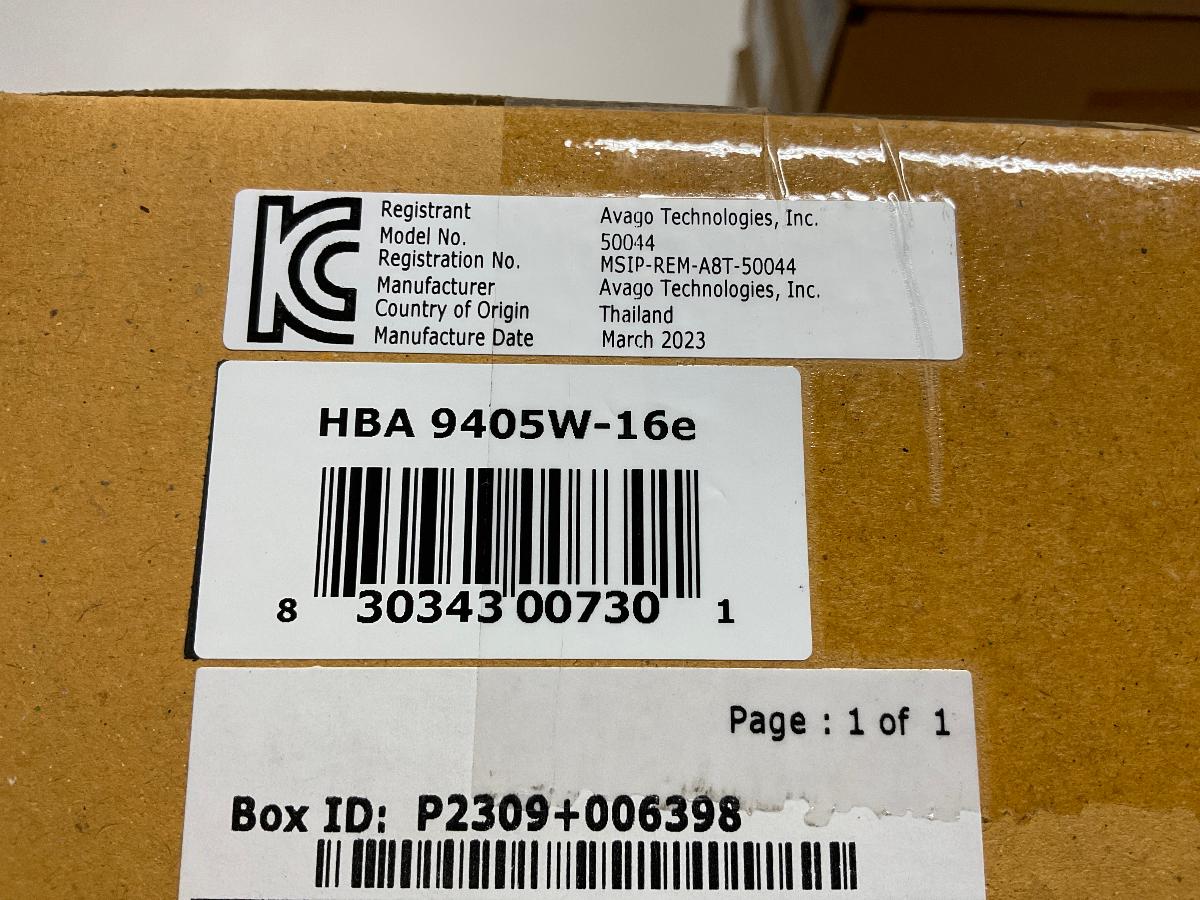 KC
Registrant Avago Technologies, Inc.
Model No. 50044
Registration No. MSIP-REM-A8T-50044
Manufacturer Avago Technologies, Inc.
Country of Origin Thailand
Manufacture Date March 2023
HBA 9405W-16e
8 30343 00730 1
Page : 1 of 1
Box ID: P2309+006398